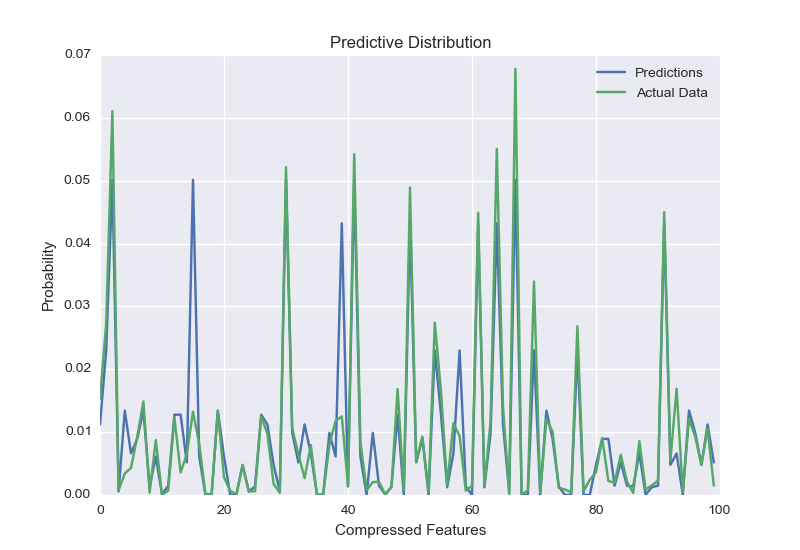 Predictive Distribution
Predictions
Actual Data
0.07
0.06
0.05
0.04
0.03
0.02
0.01
0.00
Probability
0 20 40 60 80 100
Compressed Features